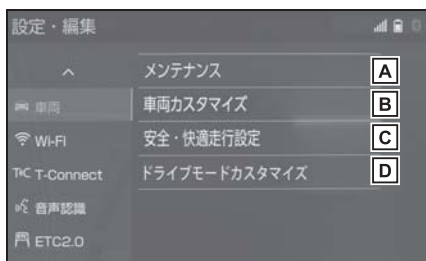 設定・編集
メンテナンス A
車両 車両カスタマイズ B
Wi-Fi 安全・快適走行設定 C
T-Connect ドライブモードカスタマイズ D
音声認識
ETC2.0